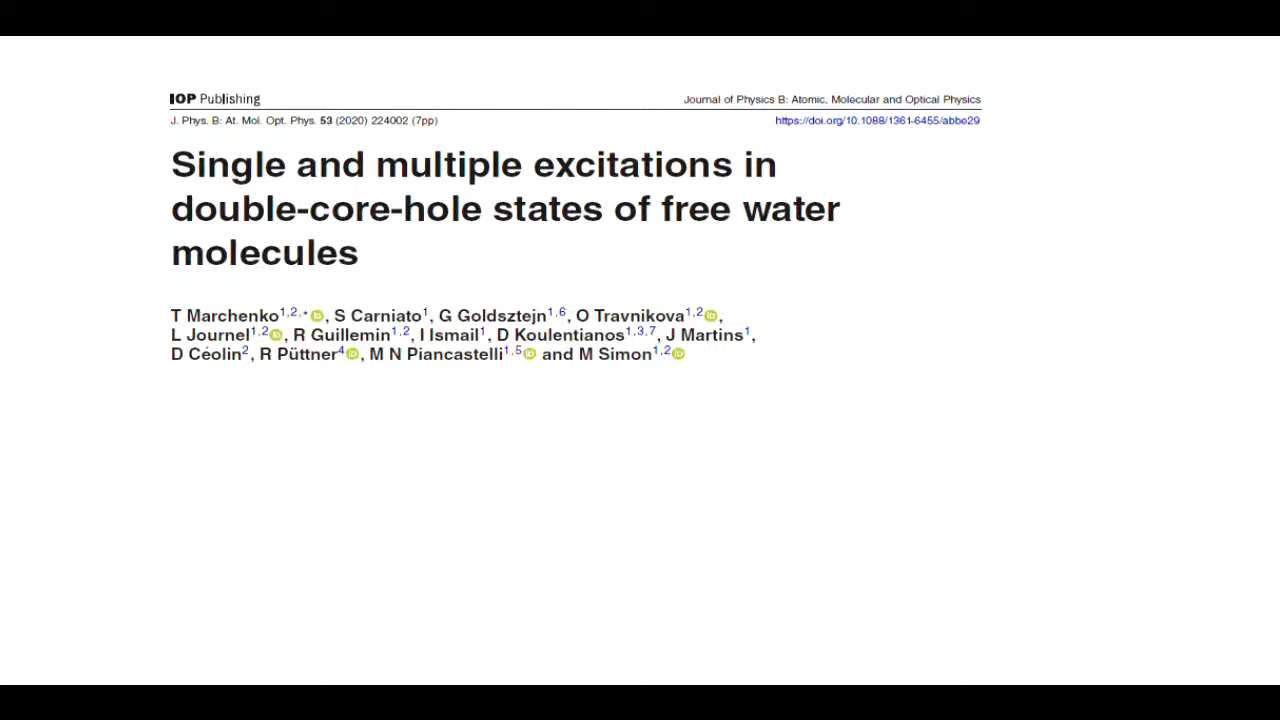 IOP Publishing
Journal of Physics B: Atomic, Molecular and Optical Physics
J. Phys. B: At. Mol. Opt. Phys. 53 (2020) 224002 (7pp)
https://doi.org/10.1088/1361-6455/abbe29
Single and multiple excitations in
double-core-hole states of free water
molecules
T Marchenko1,2,*, S Carniato1, G Goldsztejn1,6, O Travnikova1,2,
L Journel1,2, R Guillemin1,2, I Ismail1, D Koulentianos1,3,7, J Martins1,
D Céolin2, R Püttner4, M N Piancastelli1,5 and M Simon1,2